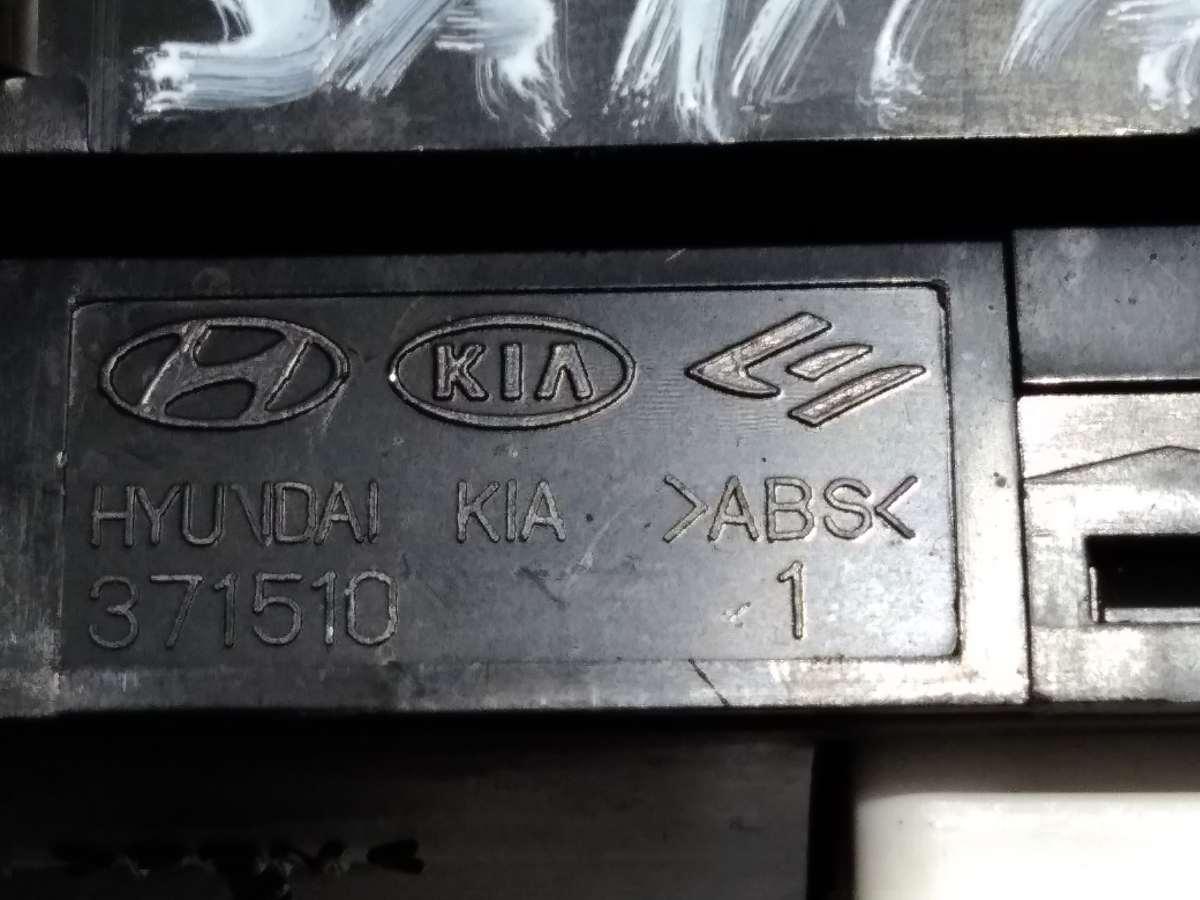 KIA
HYUNDAI KIA >ABS<
371510 1